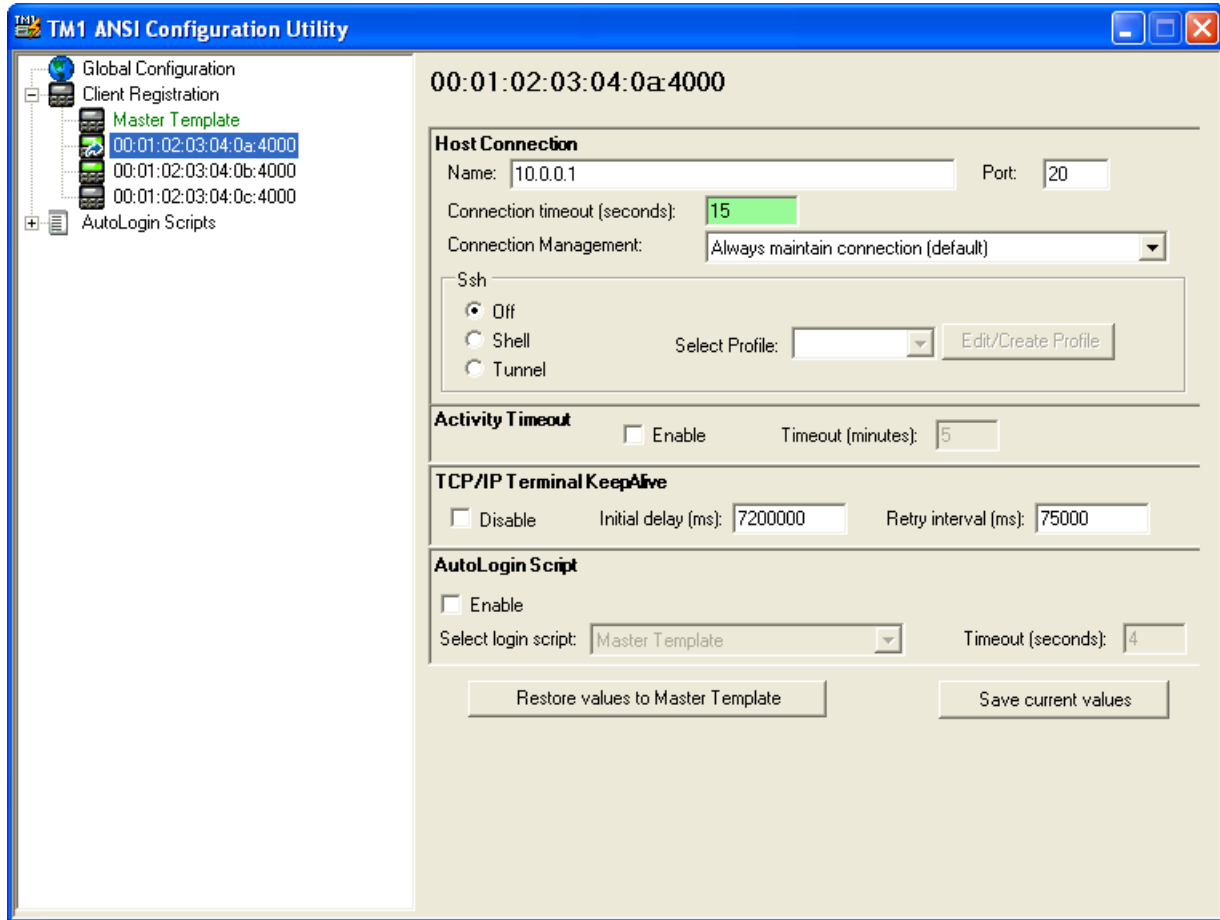 TM1 ANSI Configuration Utility
Global Configuration
Client Registration
Master Template
00:01:02:03:04:0a:4000
00:01:02:03:04:0b:4000
00:01:02:03:04:0c:4000
AutoLogin Scripts
00:01:02:03:04:0a:4000
Host Connection
Name: 10.0.0.1 Port: 20
Connection timeout (seconds): 15
Connection Management: Always maintain connection (default)
Ssh
Off
Shell
Select Profile: Edit/Create Profile
Tunnel
Activity Timeout
Enable Timeout (minutes): 5
TCP/IP Terminal KeepAlive
Disable Initial delay (ms): 7200000 Retry interval (ms): 75000
AutoLogin Script
Enable
Select login script: Master Template Timeout (seconds): 4
Restore values to Master Template Save current values